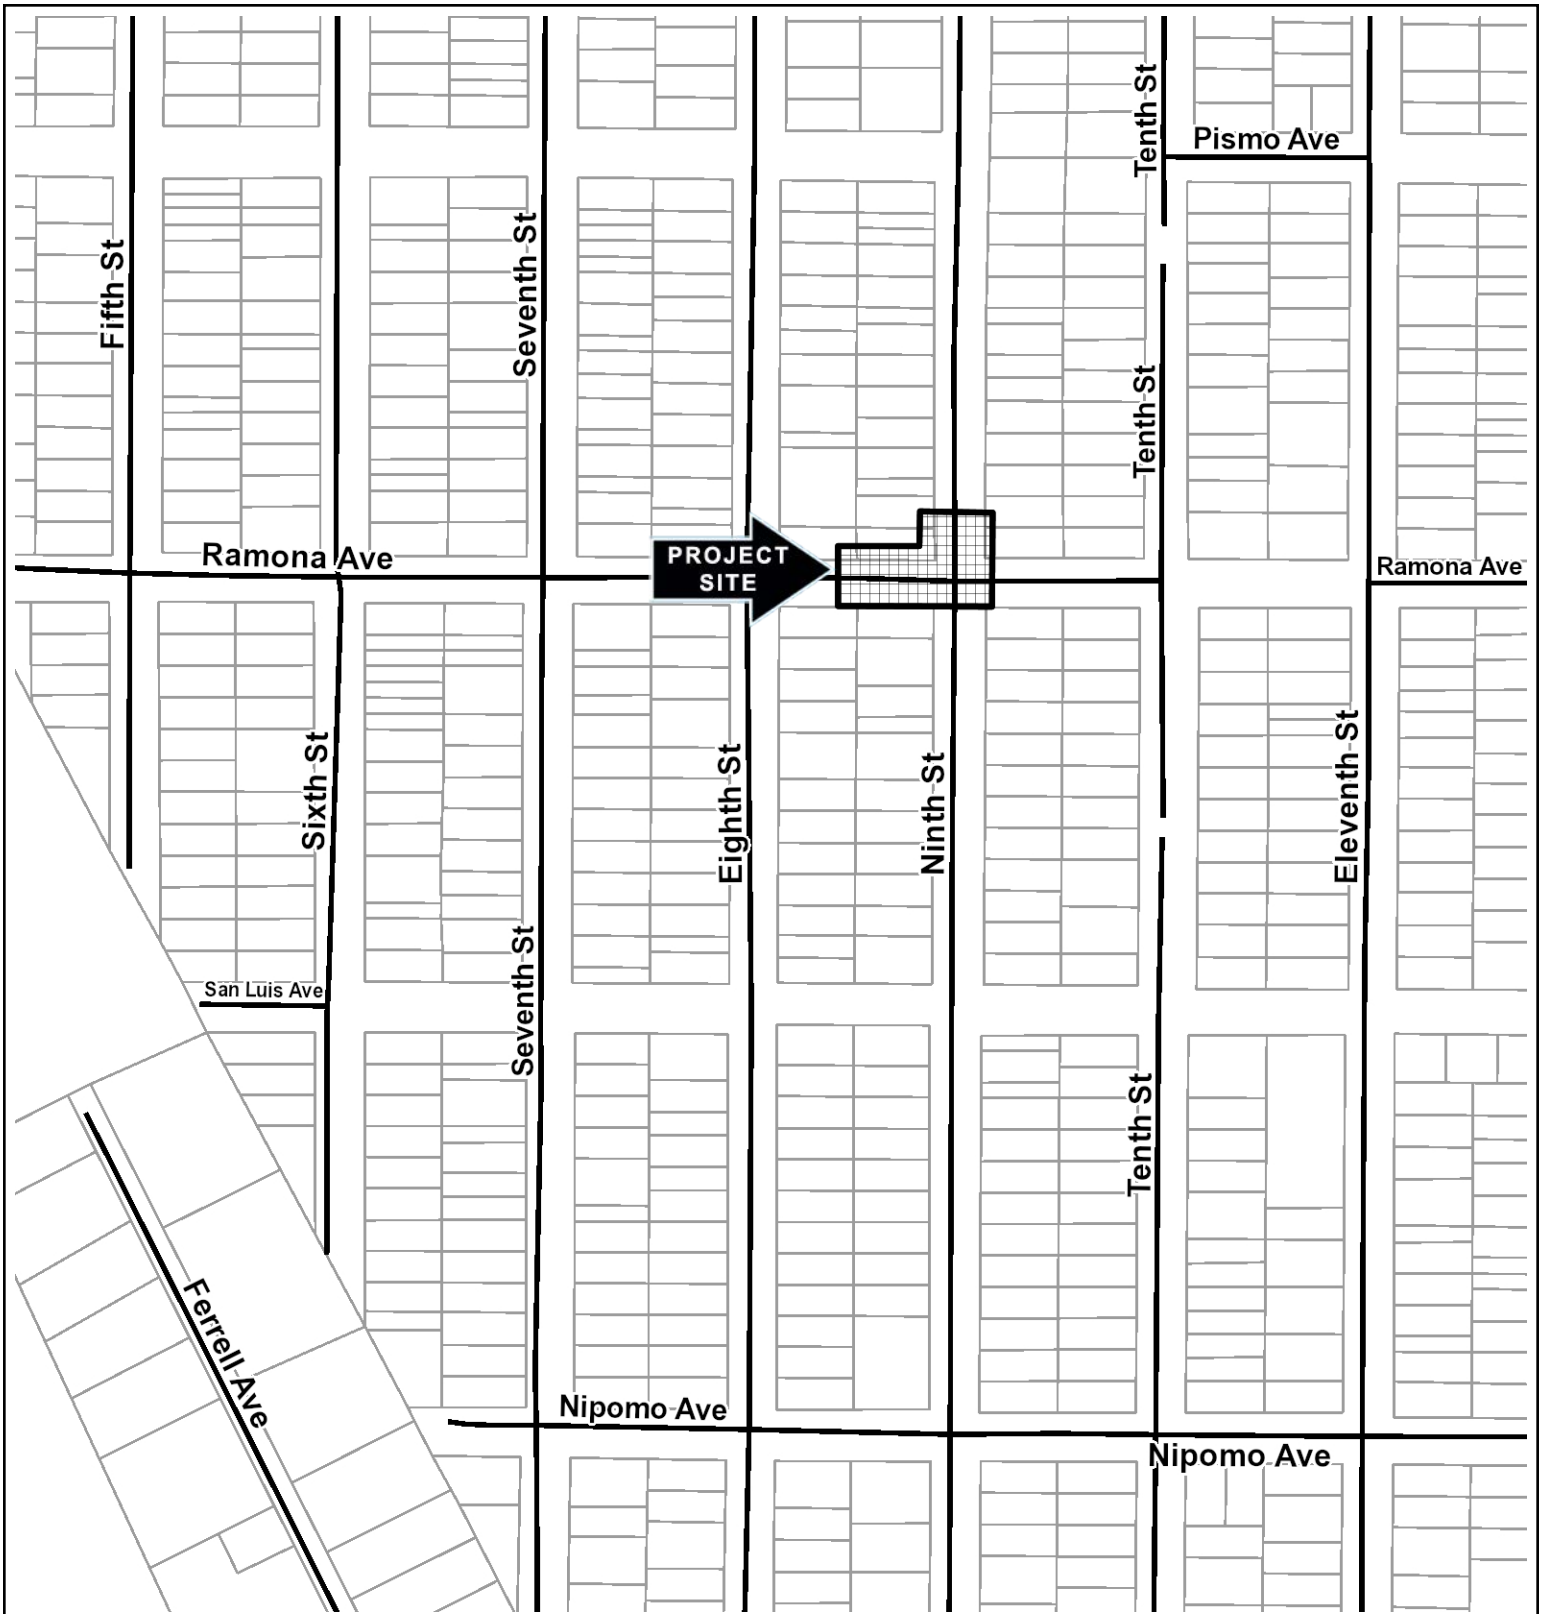 Tenth St
Pismo Ave
Fifth St
Seventh St
Tenth St
Ramona Ave
PROJECT
SITE
Ramona Ave
Sixth St
Eighth St
Ninth St
Eleventh St
San Luis Ave
Seventh St
Tenth St
Ferrell Ave
Nipomo Ave
Nipomo Ave